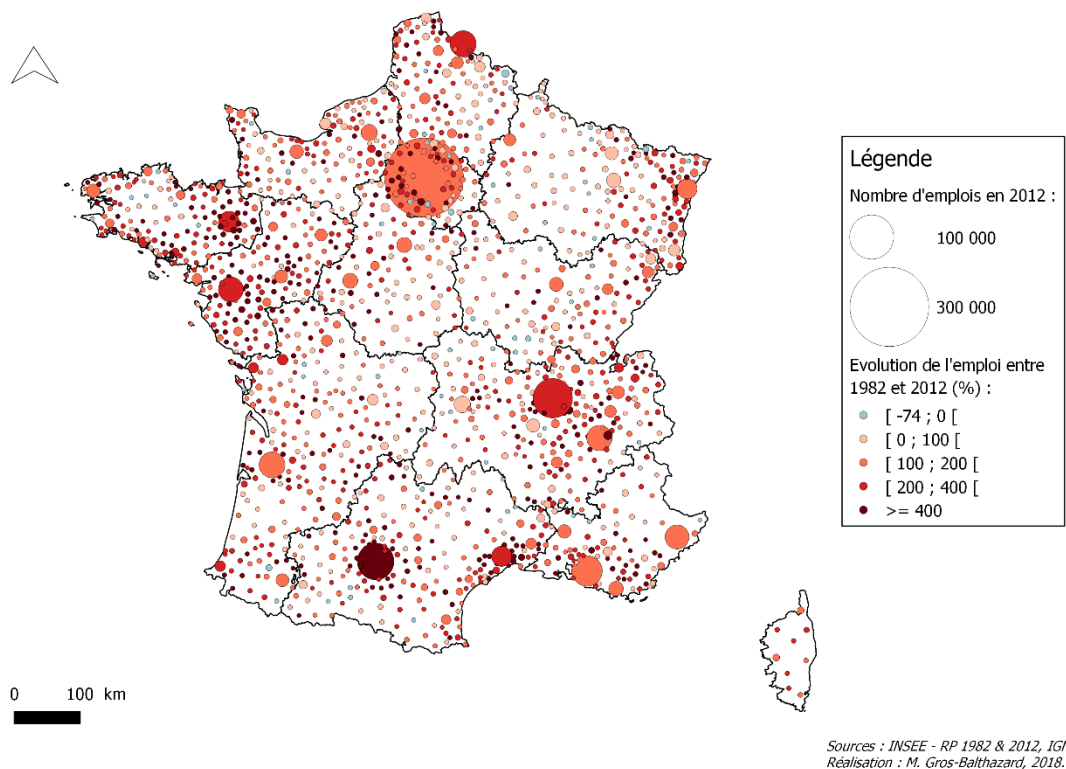 Légende
Nombre d'emplois en 2012 :
100 000
300 000
Evolution de l'emploi entre
1982 et 2012 (%) :
[ -74 ; 0 [
[ 0 ; 100 [
[ 100 ; 200 [
[ 200 ; 400 [
>= 400
0 100 km
Sources : INSEE - RP 1982 & 2012, IGN
Réalisation : M. Gros-Balthazard, 2018.